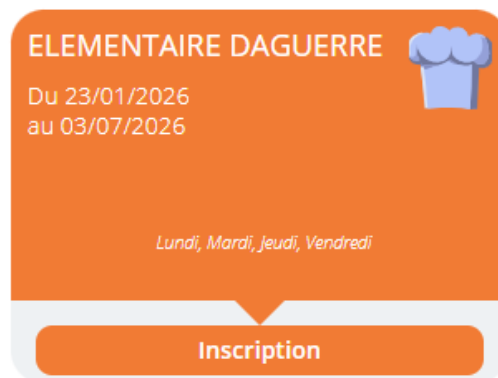 ELEMENTAIRE DAGUERRE
Du 23/01/2026
au 03/07/2026
Lundi, Mardi, Jeudi, Vendredi
Inscription